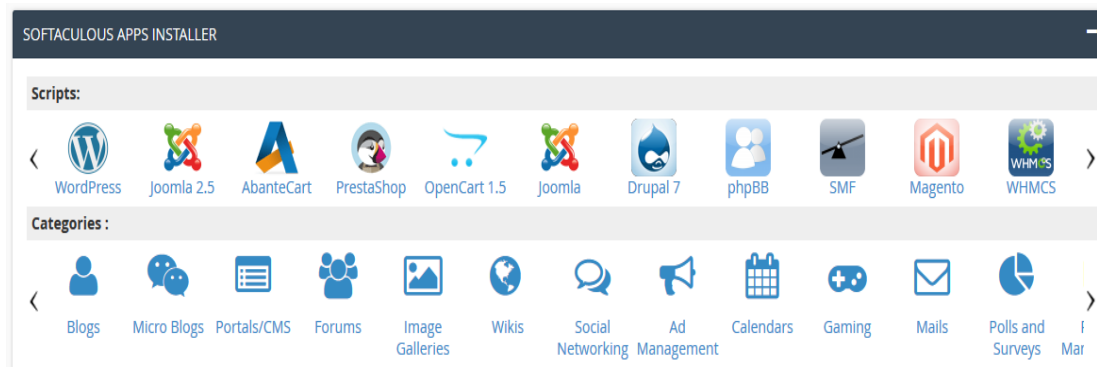 SOFTACULOUS APPS INSTALLER
Scripts:
WHMCS
WordPress Joomla 2.5 AbanteCart PrestaShop OpenCart 1.5 Joomla Drupal 7 phpBB SMF Magento WHMCS
Categories :
Blogs Micro Blogs Portals/CMS Forums Image Wikis Social Ad Calendars Gaming Mails Polls and
Galleries Networking Management Surveys